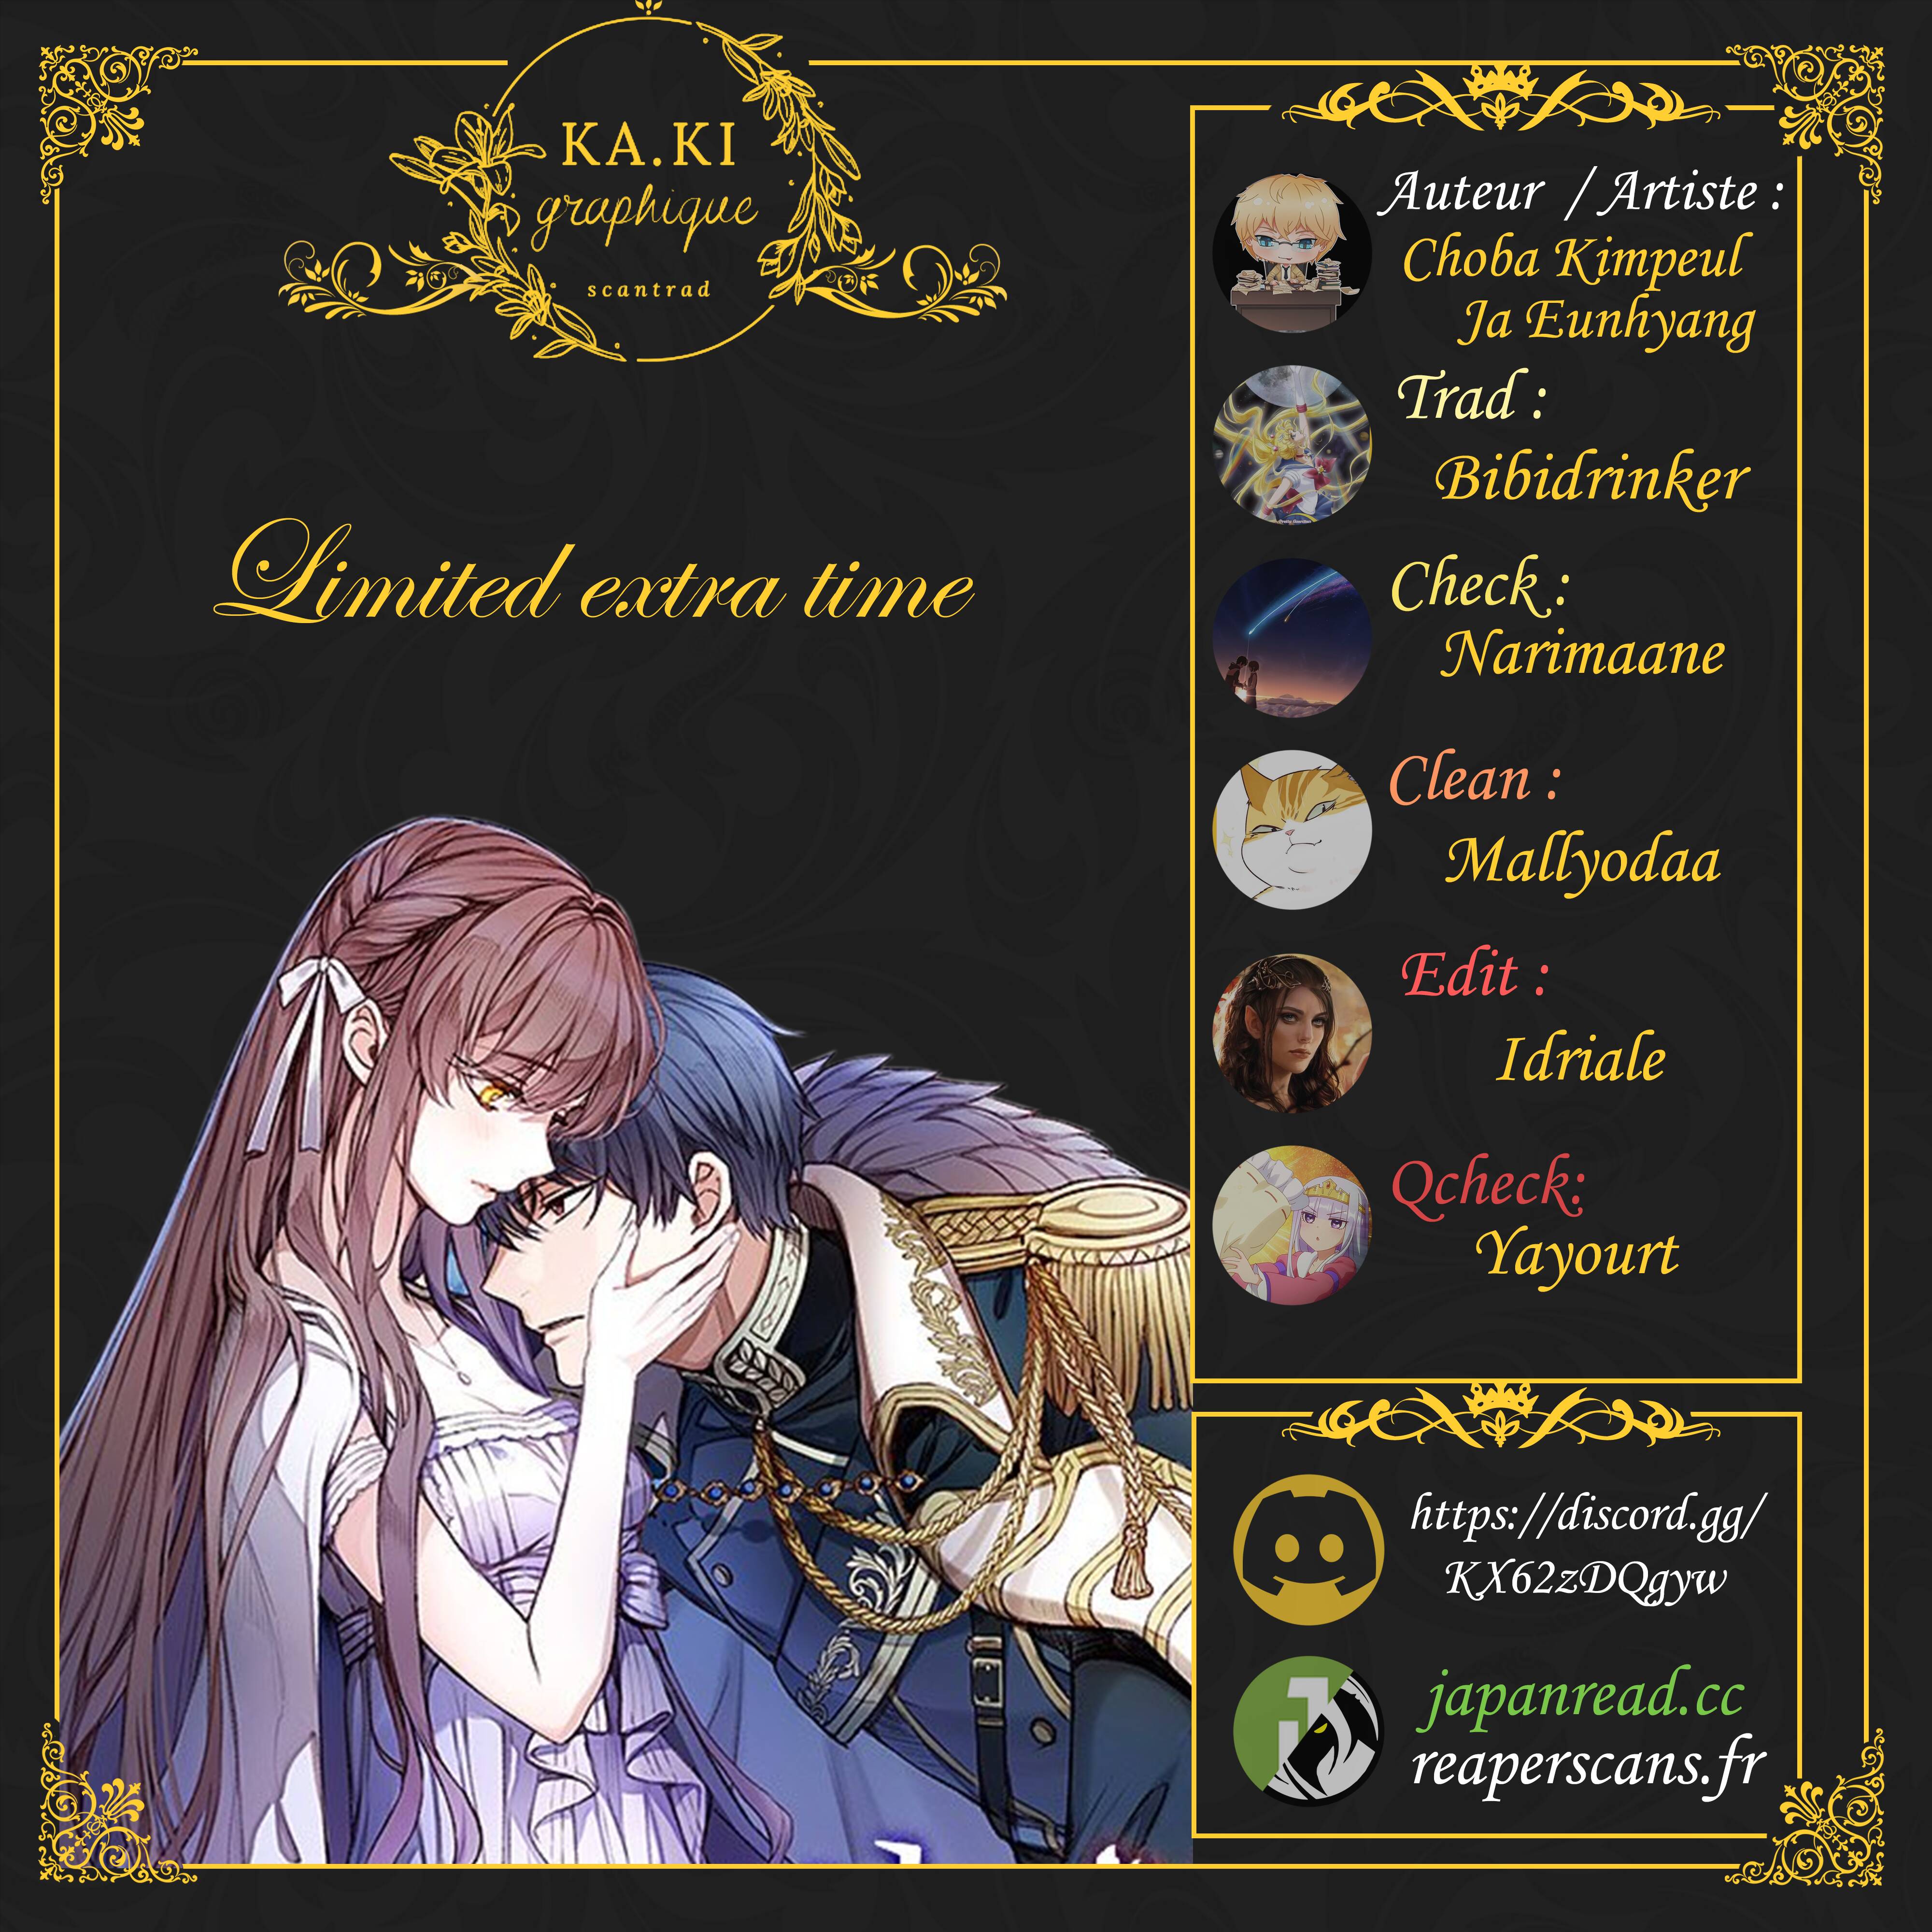 KA.KI
graphique
scantrad
Limited extra time
Auteur / Artiste :
Choba Kimpeul
Ja Eunhyang
Trad :
Bibidrinker
Check :
Narimaane
Clean :
Mallyodaa
Edit :
Idriale
Qcheck:
Yayourt
https://discord.gg/
KX62zDQgyw
japanread.cc
reaperscans.fr